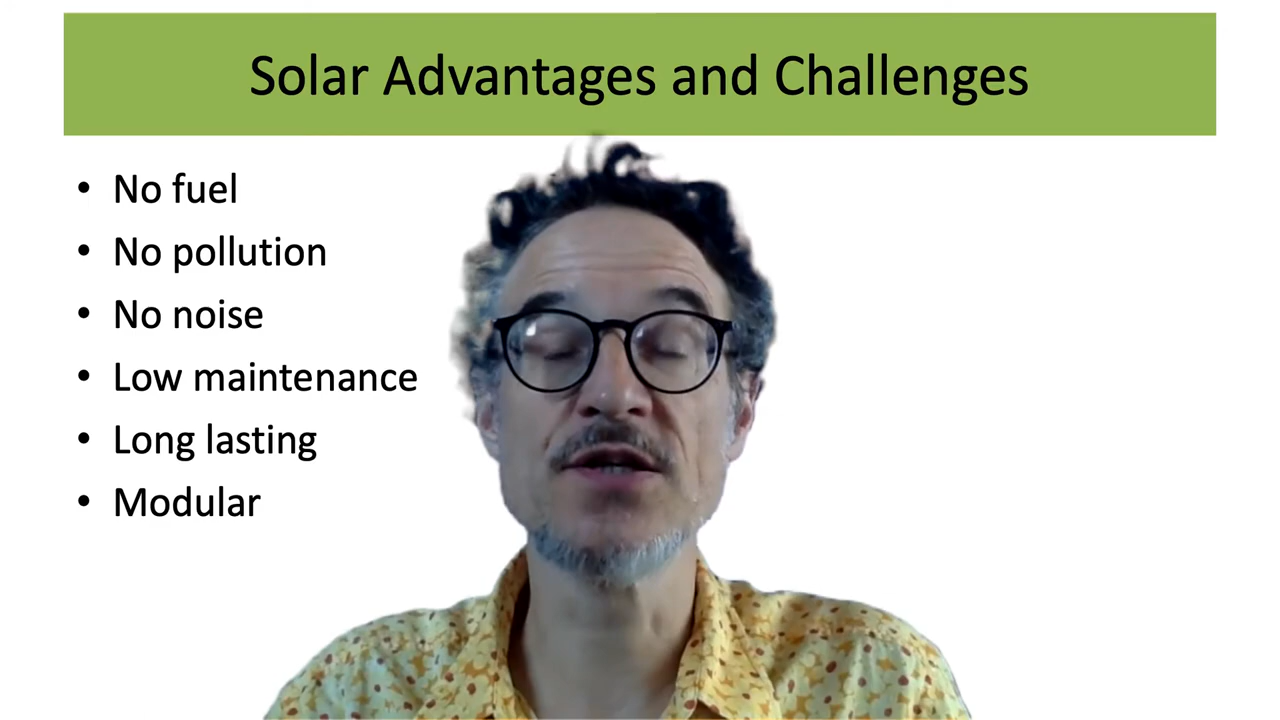 Solar Advantages and Challenges
• No fuel
• No pollution
• No noise
• Low maintenance
• Long lasting
• Modular